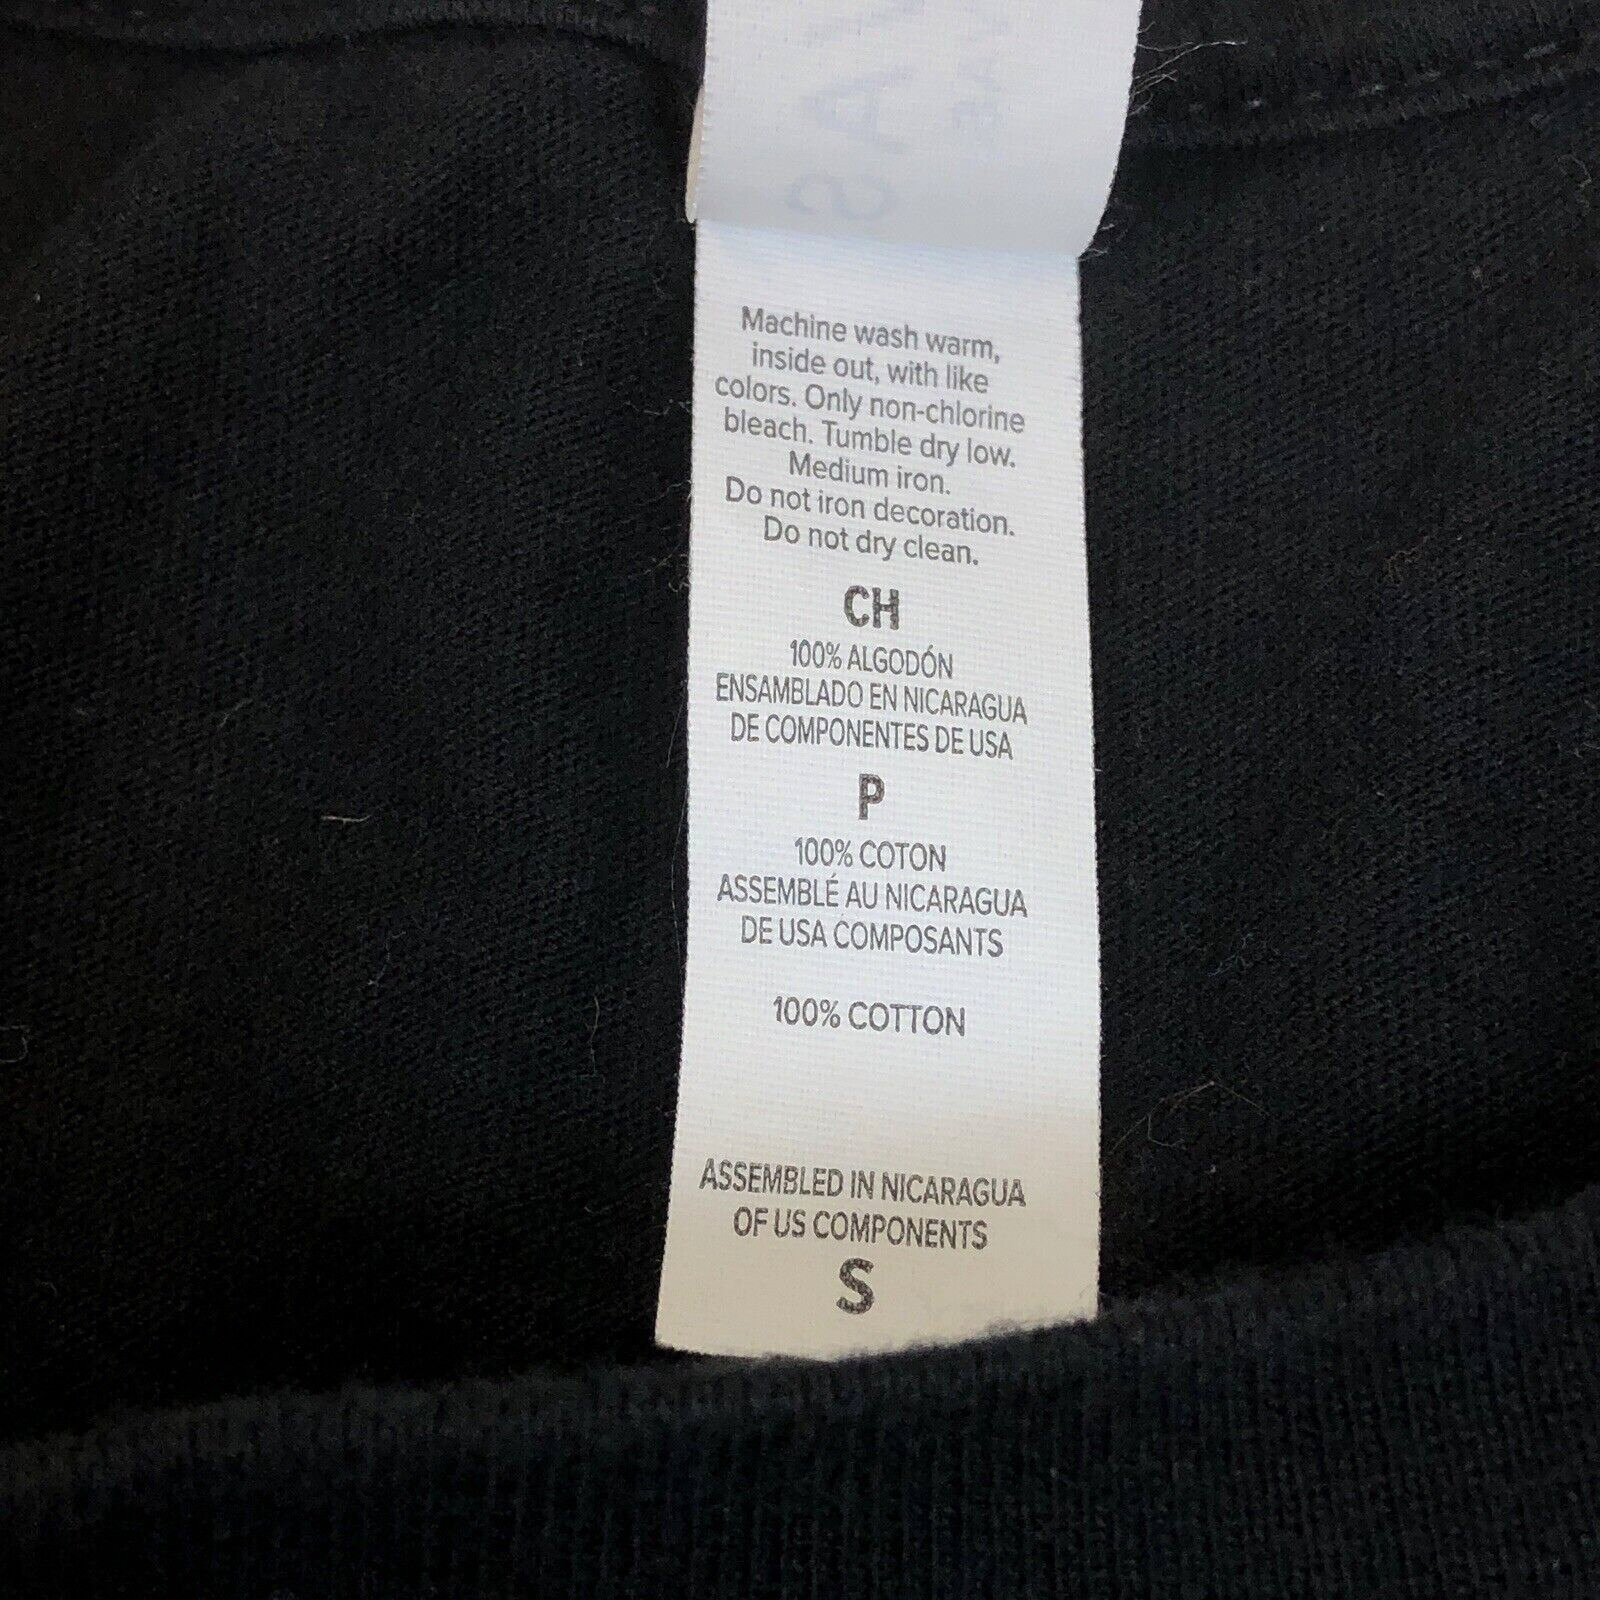 Machine wash warm,
inside out, with like
colors. Only non-chlorine
bleach. Tumble dry low.
Medium iron.
Do not iron decoration.
Do not dry clean.
CH
100% ALGODÓN
ENSAMBLADO EN NICARAGUA
DE COMPONENTES DE USA
P
100% COTON
ASSEMBLÉ AU NICARAGUA
DE USA COMPOSANTS
100% COTTON
ASSEMBLED IN NICARAGUA
OF US COMPONENTS
S